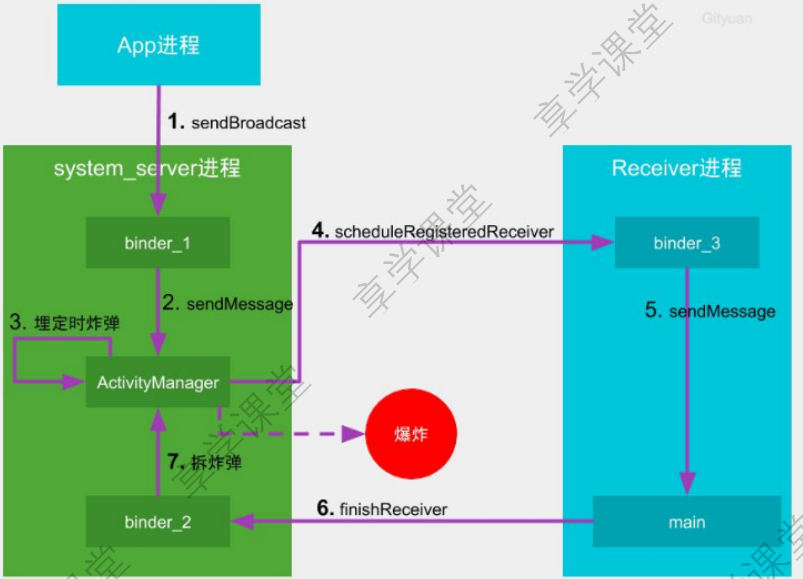 Gityuan
App进程
享学课堂
1. sendBroadcast
system_server进程
Receiver进程
享学课堂
4. scheduleRegisteredReceiver
binder_1
binder_3
2. sendMessage
5. sendMessage
3. 埋定时炸弹
ActivityManager
享学课堂
爆炸
7. 拆炸弹
6. finishReceiver
binder_2
main
课堂
课堂